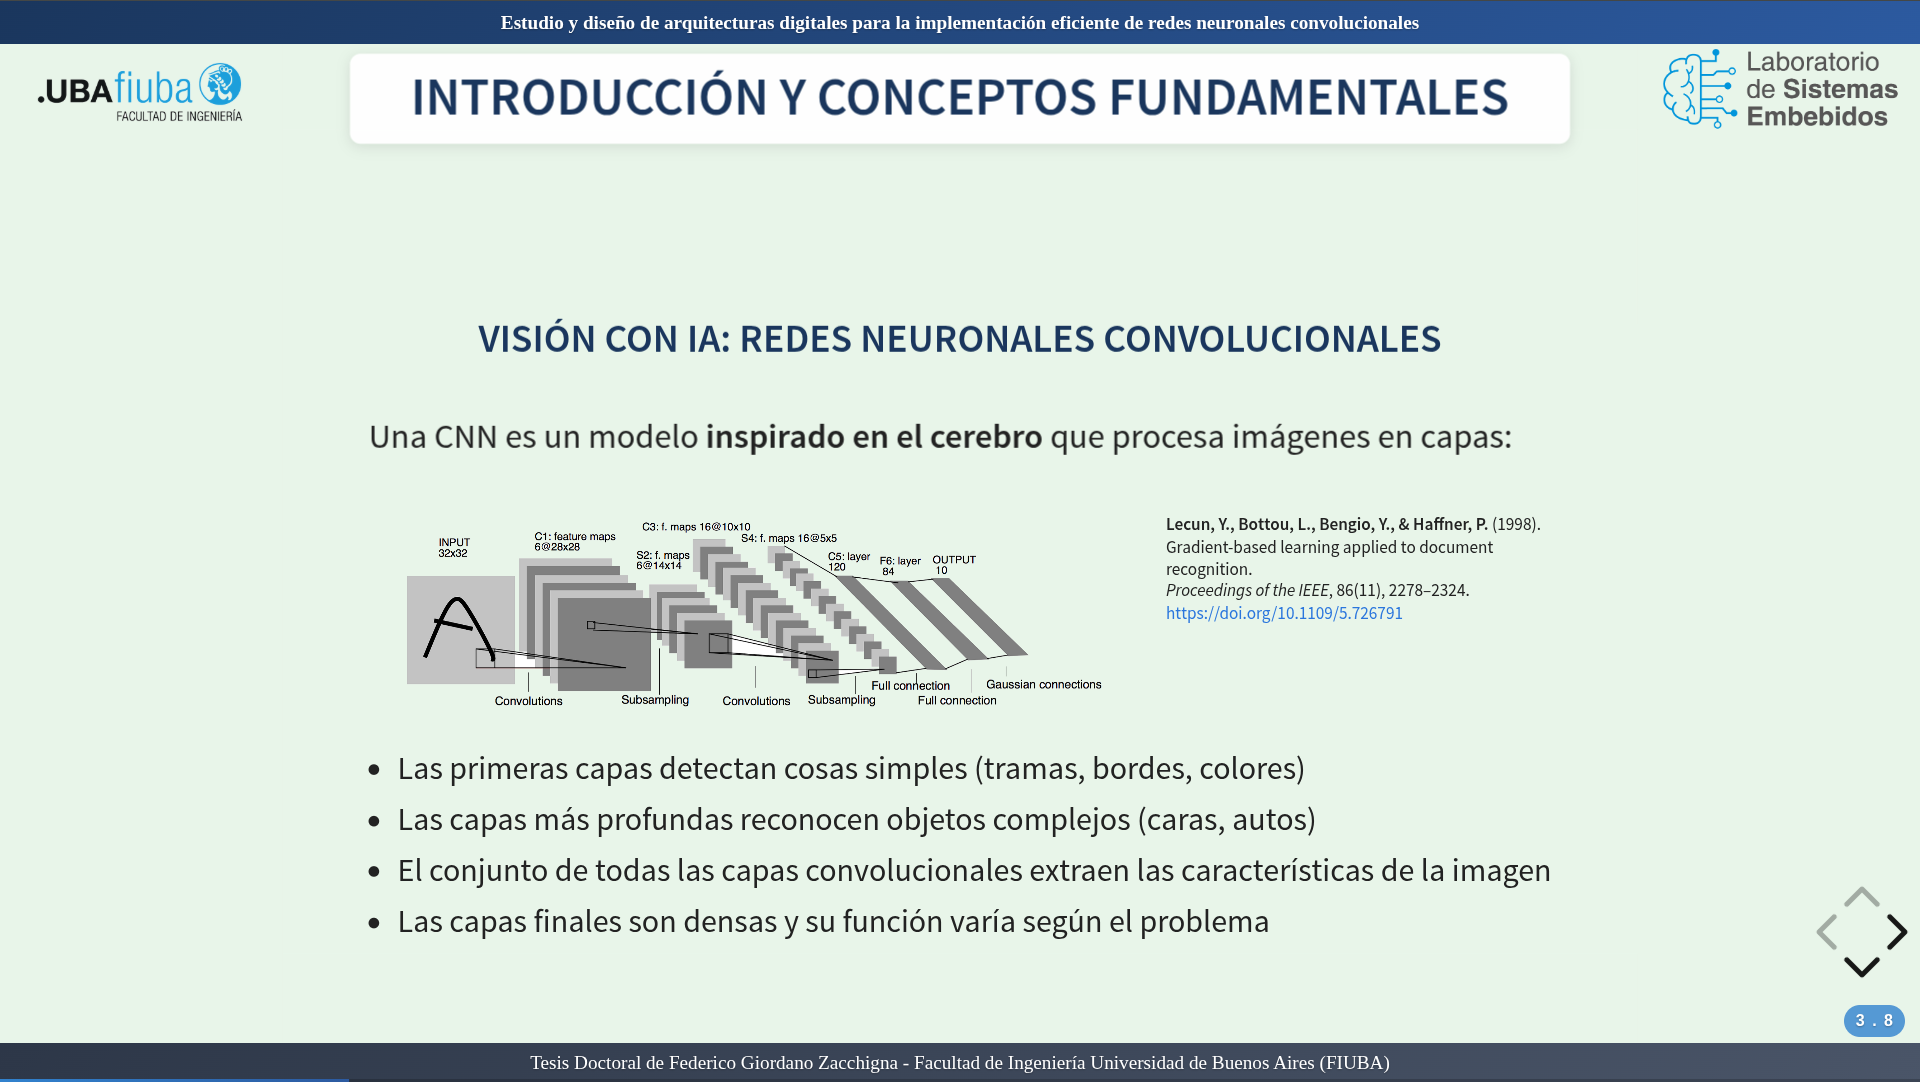 Estudio y diseño de arquitecturas digitales para la implementación eficiente de redes neuronales convolucionales
.UBAfiuba
FACULTAD DE INGENIERÍA
INTRODUCCIÓN Y CONCEPTOS FUNDAMENTALES
Laboratorio
de Sistemas
Embebidos
VISIÓN CON IA: REDES NEURONALES CONVOLUCIONALES
Una CNN es un modelo inspirado en el cerebro que procesa imágenes en capas:
INPUT
32x32
C1: feature maps
6@28x28
S2: f. maps
6@14x14
C3: f. maps 16@10x10
S4: f. maps 16@5x5
C5: layer
120
F6: layer
84
OUTPUT
10
A
Convolutions
Subsampling
Convolutions
Subsampling
Full connection
Full connection
Gaussian connections
Lecun, Y., Bottou, L., Bengio, Y., & Haffner, P. (1998).
Gradient-based learning applied to document
recognition.
Proceedings of the IEEE, 86(11), 2278–2324.
https://doi.org/10.1109/5.726791
• Las primeras capas detectan cosas simples (tramas, bordes, colores)
• Las capas más profundas reconocen objetos complejos (caras, autos)
• El conjunto de todas las capas convolucionales extraen las características de la imagen
• Las capas finales son densas y su función varía según el problema
3 . 8
Tesis Doctoral de Federico Giordano Zacchigna - Facultad de Ingeniería Universidad de Buenos Aires (FIUBA)